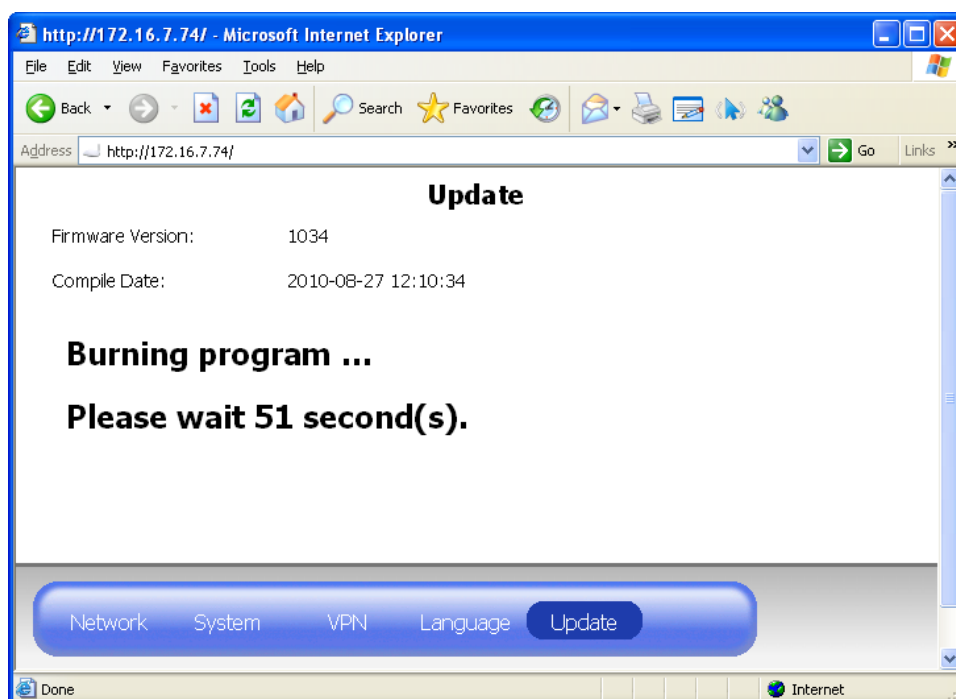 http://172.16.7.74/ - Microsoft Internet Explorer
File Edit View Favorites Tools Help
Back Search Favorites
Address http://172.16.7.74/ Go Links »
Update
Firmware Version: 1034
Compile Date: 2010-08-27 12:10:34
Burning program ...
Please wait 51 second(s).
Network System VPN Language Update
Done Internet